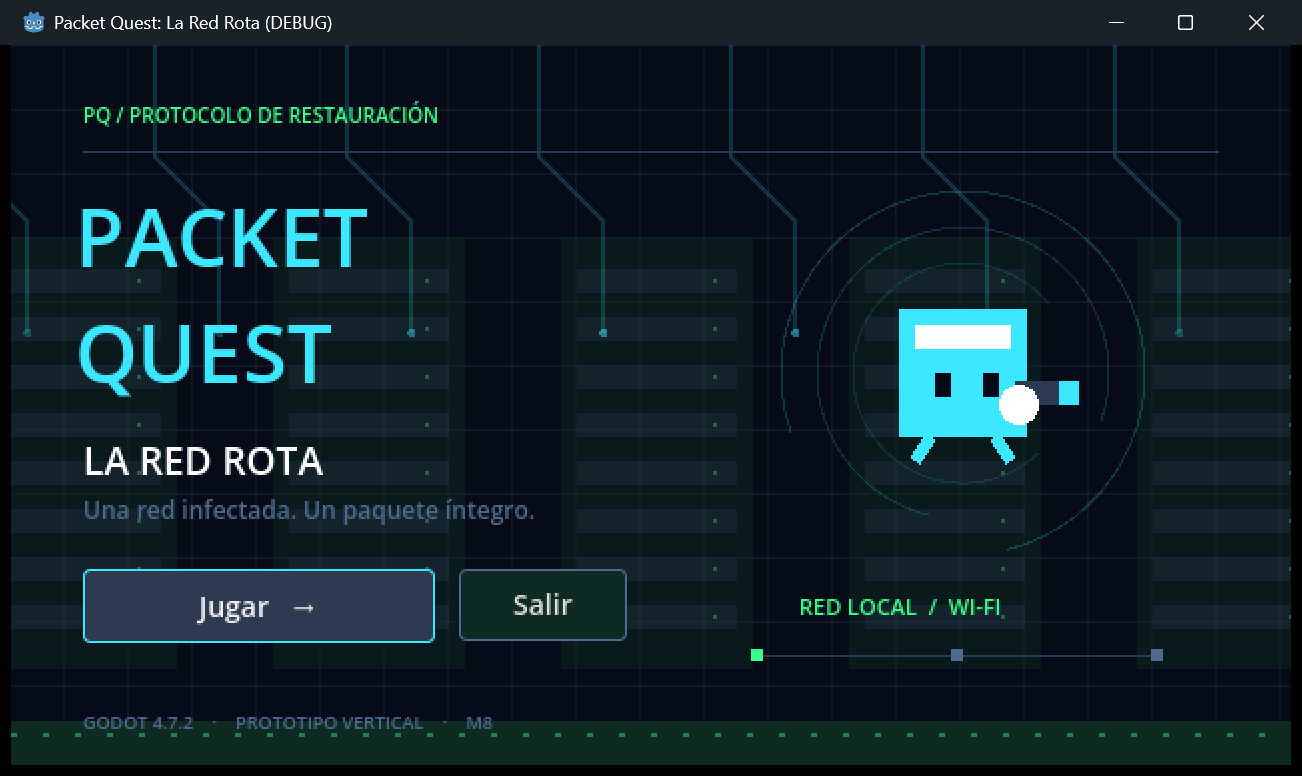 Packet Quest: La Red Rota (DEBUG)
PQ / PROTOCOLO DE RESTAURACIÓN
PACKET
QUEST
LA RED ROTA
Una red infectada. Un paquete íntegro.
Jugar →
Salir
RED LOCAL / WI-FI
GODOT 4.7.2 · PROTOTIPO VERTICAL · M8